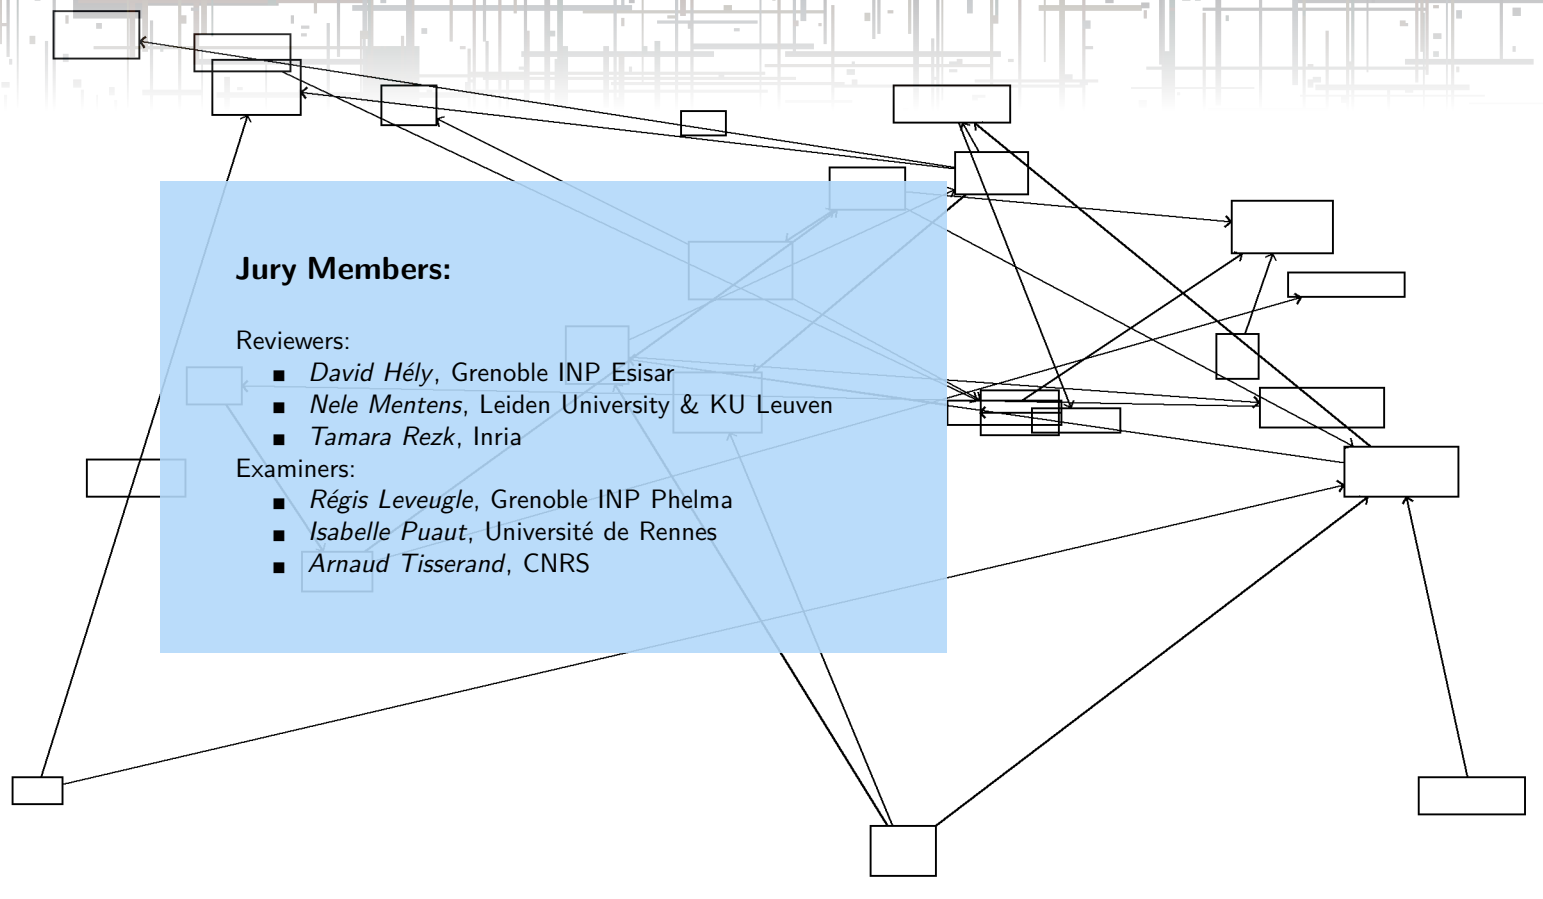 Jury Members:
Reviewers:
■ David Hély, Grenoble INP Esisar
■ Nele Mentens, Leiden University & KU Leuven
■ Tamara Rezk, Inria
Examiners:
■ Régis Leveugle, Grenoble INP Phelma
■ Isabelle Puaut, Université de Rennes
■ Arnaud Tisserand, CNRS